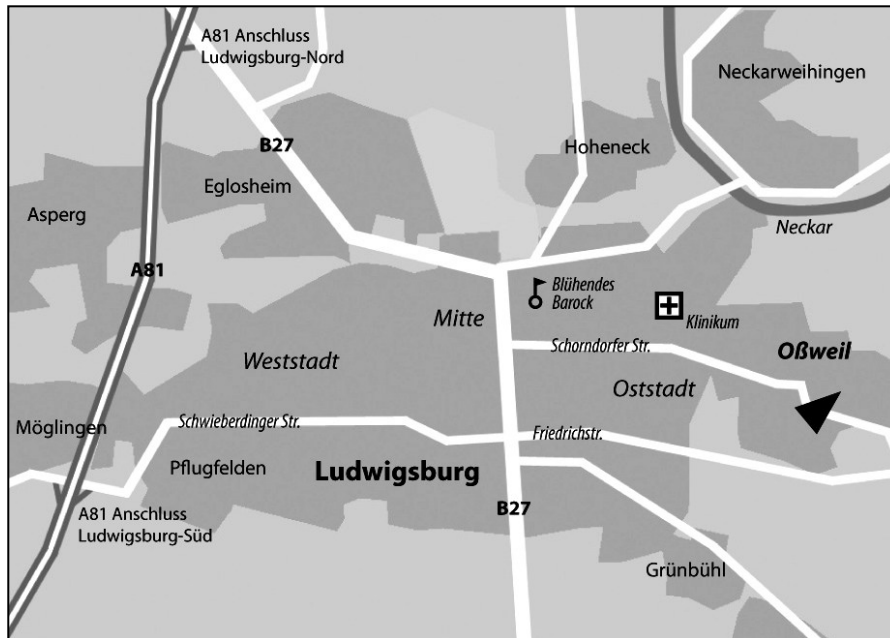 A81 Anschluss
Ludwigsburg-Nord
Neckarweihingen
B27
Hoheneck
Eglosheim
Asperg
Neckar
A81
Blühendes
Barock
Mitte
Klinikum
Schorndorfer Str.
Oßweil
Weststadt
Oststadt
Möglingen
Schwieberdinger Str.
Friedrichstr.
Pflugfelden
Ludwigsburg
B27
A81 Anschluss
Ludwigsburg-Süd
Grünbühl